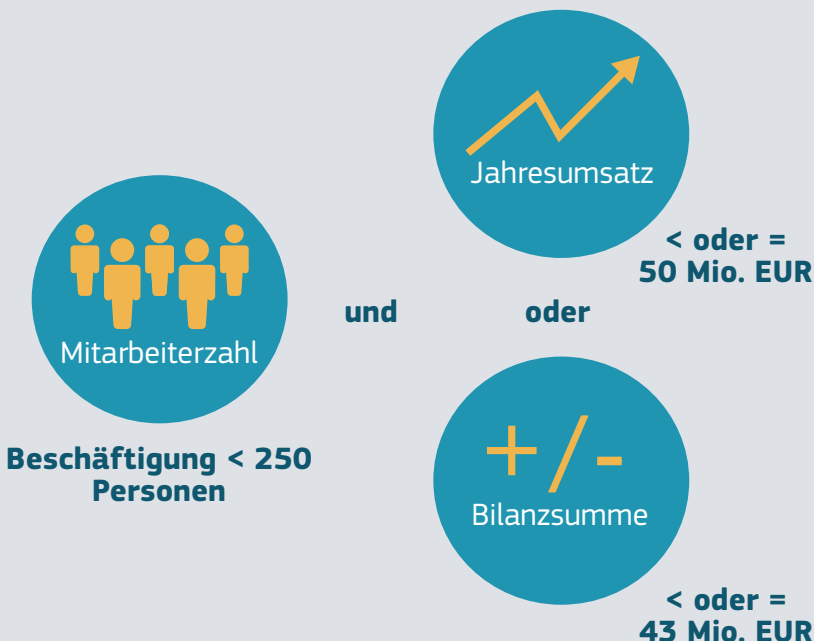 Mitarbeiterzahl
Beschäftigung < 250
Personen
und
Jahresumsatz
< oder =
50 Mio. EUR
oder
+/-
Bilanzsumme
< oder =
43 Mio. EUR